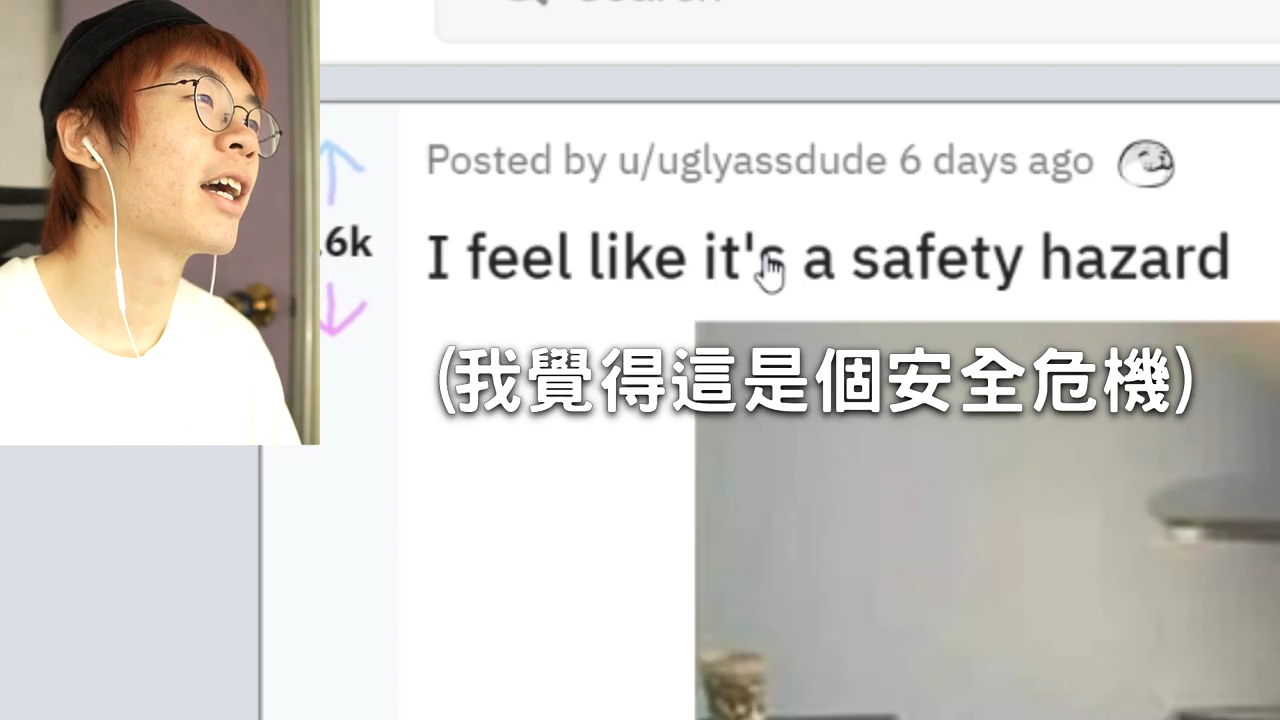 Posted by u/uglyassdude 6 days ago
.6k
I feel like it's a safety hazard
(我覺得這是個安全危機)